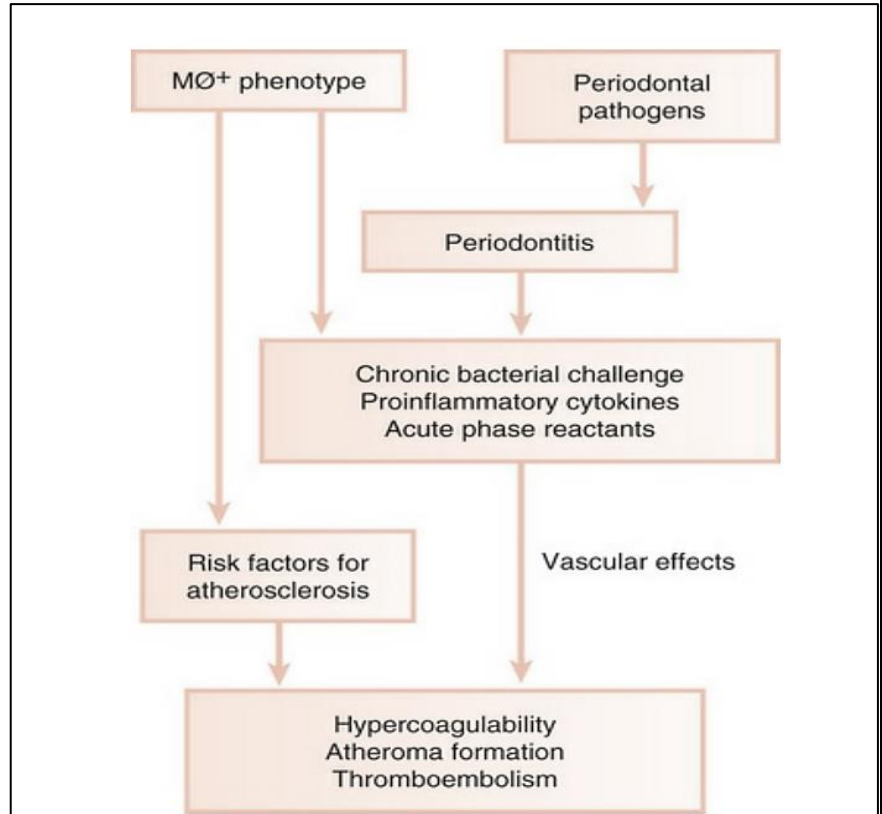 MØ+ phenotype
Periodontal
pathogens
Periodontitis
Chronic bacterial challenge
Proinflammatory cytokines
Acute phase reactants
Risk factors for
atherosclerosis
Vascular effects
Hypercoagulability
Atheroma formation
Thromboembolism